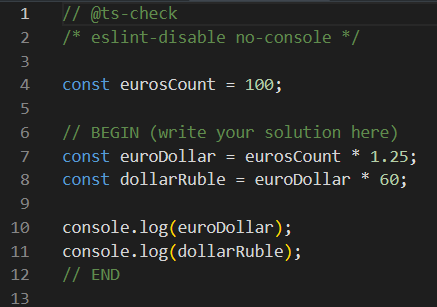 1 // @ts-check
2 /* eslint-disable no-console */
3
4 const eurosCount = 100;
5
6 // BEGIN (write your solution here)
7 const euroDollar = eurosCount * 1.25;
8 const dollarRuble = euroDollar * 60;
9
10 console.log(euroDollar);
11 console.log(dollarRuble);
12 // END
13